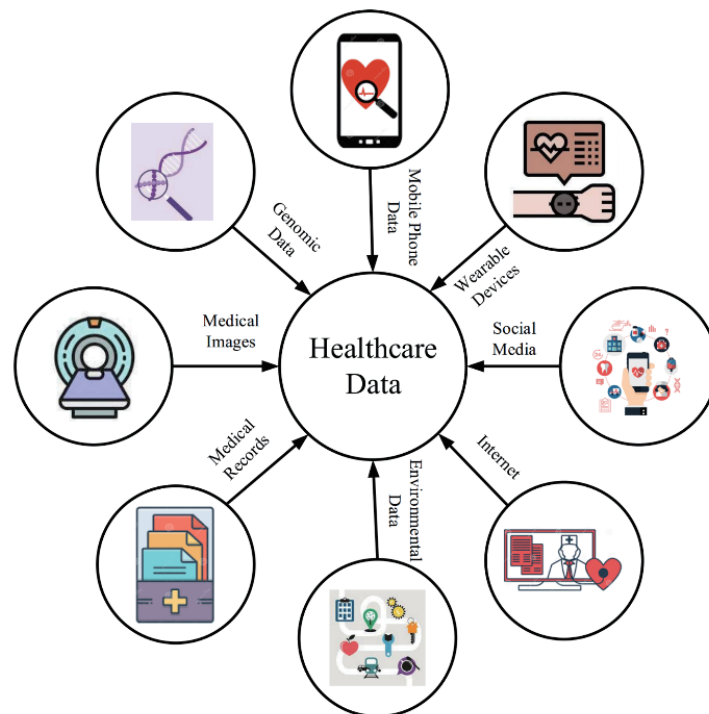 Mobile Phone
Data
Genomic
Data
Wearable
Devices
Medical
Images
Healthcare
Data
Social
Media
Medical
Records
Environmental
Data
Internet